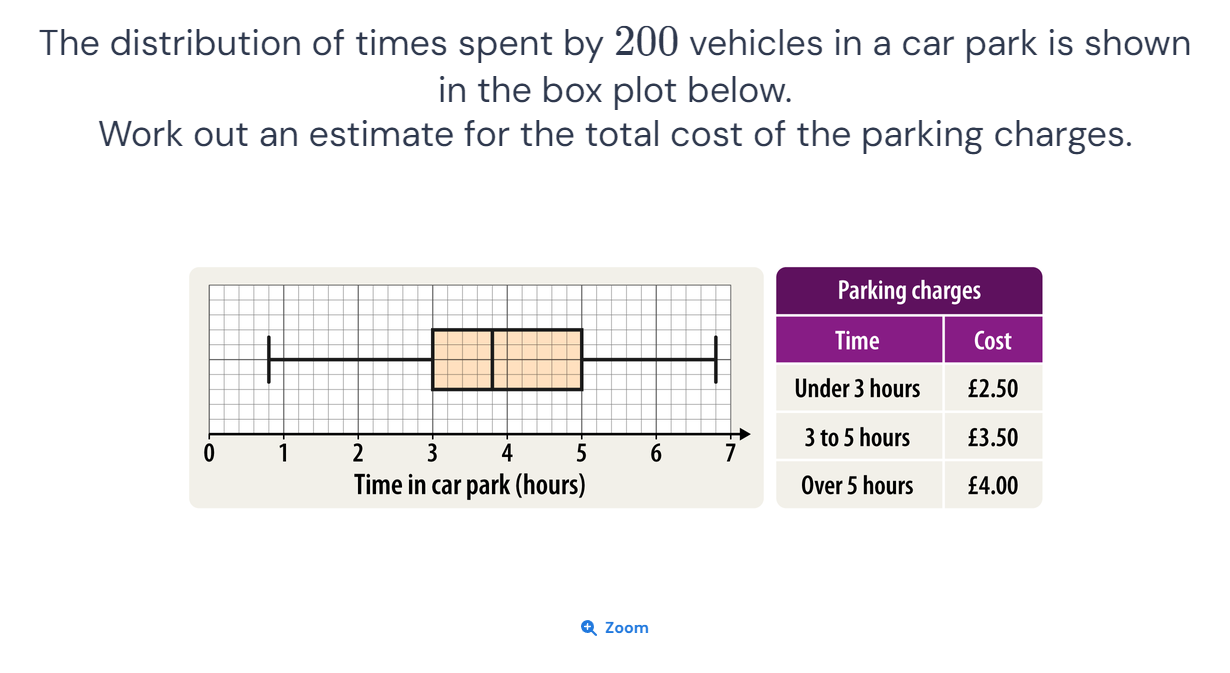 The distribution of times spent by 200 vehicles in a car park is shown
in the box plot below.
Work out an estimate for the total cost of the parking charges.
0 1 2 3 4 5 6 7
Time in car park (hours)
Parking charges
Time Cost
Under 3 hours £2.50
3 to 5 hours £3.50
Over 5 hours £4.00
Zoom